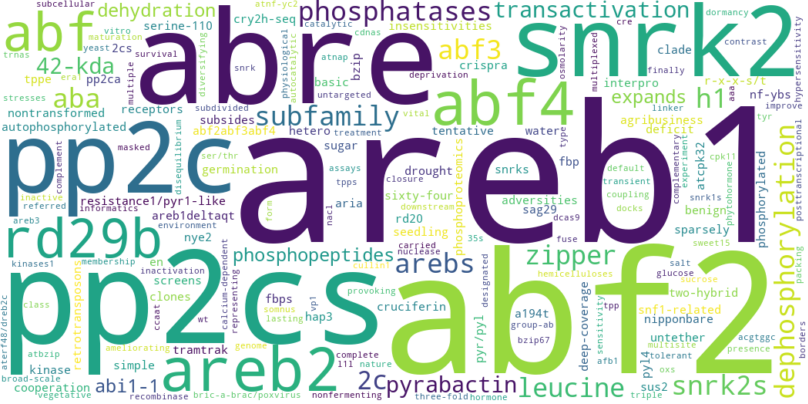 subcellular
atnf-yc2
dehydration
phosphatases
transactivation
cre
dormancy
abf
trnas
vitro
yeast
2cs
serine-110
cry2h-seq
abre
catalytic
cdnas
insensitivities
abf3
crispra
snrk2
contrast
maturation
survival
snrk
multiple
diversifying
physiological
autocatalytic
atnap
bzip
deprivation
osmolarity
multiplexed
clade
finally
42-kda
tppe
era1
pp2ca
basic
untargeted
interpro
r-x-x-s/t
hypersensitivity
stresses
aba
receptors
subdivided
subsides
subfamily
vital
abf4
expands
h1
aaa
nf-ybs
improve
nontransformed
autophosphorylated
abf2abf3abf4
hetero
treatment
tentative
water
type
agribusiness
deficit
linker
tyr
masked
complement
disequilibrium
ser/thr
germination
sugar
assays
tpps
closure
drought
snrks
fbp
complementary
experiment
atcpk32
phosphorylated
default
transient
coupling
docks
cpk11
snrk1s
phytohormone
posttranscriptional
pp2c
areb1
inactive
referred
informatics
resistance1/pyr1-like
form
nacl
aria
key
sixty-four
rd20
seedling
downstream
phosphoproteomics
adversities
sag29
dcas9
benign
sparsely
sweet15
areb3
areb1deltaqt
environment
nye2
carried
nuclease
35s
fuse
packing
rd29b
kinases1
membership
en
inactivation
calcium-dependent
representing
phosphopeptides
cullin1
arebs
zipper
hemicelluloses
salt
glucose
sucrose
snf1-related
two-hybrid
dephosphorylation
aterf48/dreb2c
class
retrotransposons
screens
clones
ccaat
wt
fbps
vp1
somnus
lasting
provoking
cruciferin
hap3
designated
pyr/pyl
a194t
group-ab
bzip67
deep-coverage
sensitivity
tpp
nipponbare
untether
acgtggc
multisite
presence
pp2cs
abf2
atbzip
ameliorating
tramtrak
genome
afb1
pyl4
tolerant
oxs
borders
kinase
simple
complete
111
nature
broad-scale
cooperation
vegetative
abi1-1
recombinase
areb2
bric-a-brac/poxvirus
nonfermenting
2c
pyrabactin
three-fold
hormone
leucine
sus2
triple
snrk2s